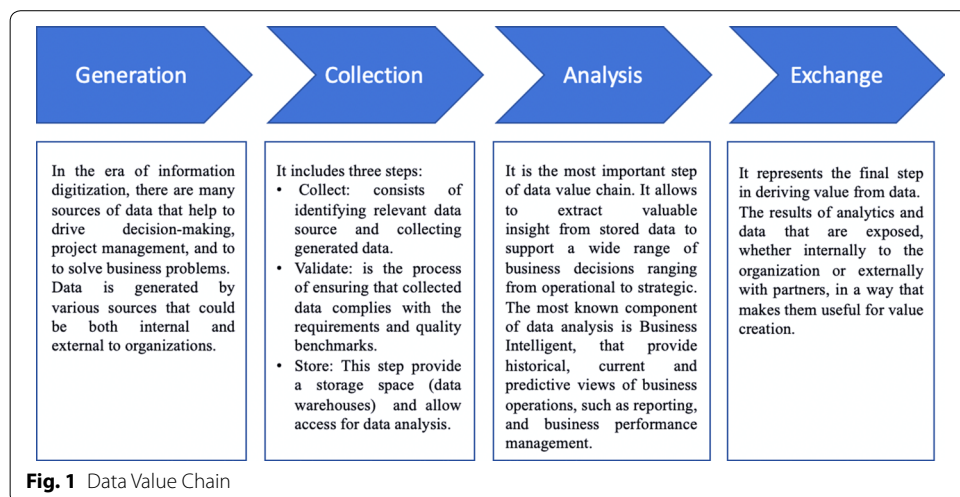 Generation
Collection
Analysis
Exchange
In the era of information
digitization, there are many
sources of data that help to
drive decision-making,
project management, and to
to solve business problems.
Data is generated by
various sources that could
be both internal and
external to organizations.
It includes three steps:
• Collect: consists of
identifying relevant data
source and collecting
generated data.
• Validate: is the process
of ensuring that collected
data complies with the
requirements and quality
benchmarks.
• Store: This step provide
a storage space (data
warehouses) and allow
access for data analysis.
It is the most important step
of data value chain. It allows
to extract valuable
insight from stored data to
support a wide range of
business decisions ranging
from operational to strategic.
The most known component
of data analysis is Business
Intelligent, that provide
historical, current and
predictive views of business
operations, such as reporting,
and business performance
management.
It represents the final step
in deriving value from data.
The results of analytics and
data that are exposed,
whether internally to the
organization or externally
with partners, in a way that
makes them useful for value
creation.
Fig. 1 Data Value Chain